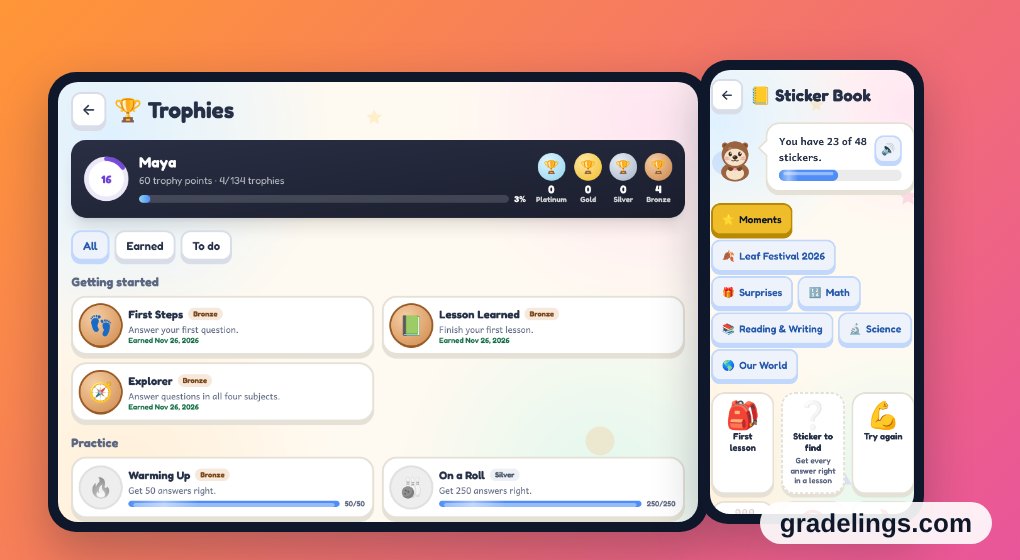 Trophies
16
Maya
60 trophy points · 4/134 trophies
3%
0
Platinum
0
Gold
0
Silver
4
Bronze
All
Earned
To do
Getting started
First Steps Bronze
Answer your first question.
Earned Nov 26, 2026
Lesson Learned Bronze
Finish your first lesson.
Earned Nov 26, 2026
Explorer Bronze
Answer questions in all four subjects.
Earned Nov 26, 2026
Practice
Warming Up Bronze
Get 50 answers right.
50/50
On a Roll Silver
Get 250 answers right.
250/250
Sticker Book
You have 23 of 48
stickers.
Moments
Leaf Festival 2026
Surprises
Math
Reading & Writing
Science
Our World
First
lesson
Sticker to
find
Get every
answer right
in a lesson
Try again
gradelings.com